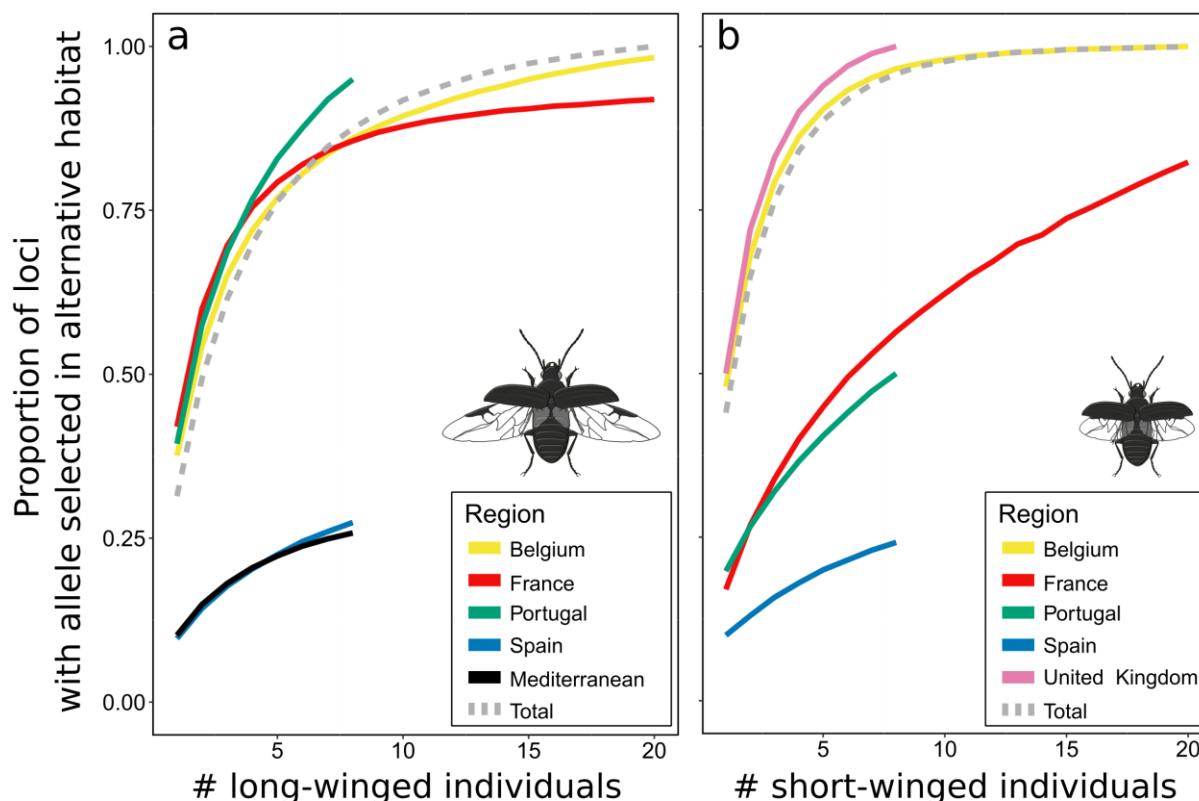 Proportion of loci
with allele selected in alternative habitat
a
1.00
0.75
0.50
0.25
0.00
Region
Belgium
France
Portugal
Spain
Mediterranean
Total
5
10
15
20
# long-winged individuals
b
Region
Belgium
France
Portugal
Spain
United Kingdom
Total
5
10
15
20
# short-winged individuals